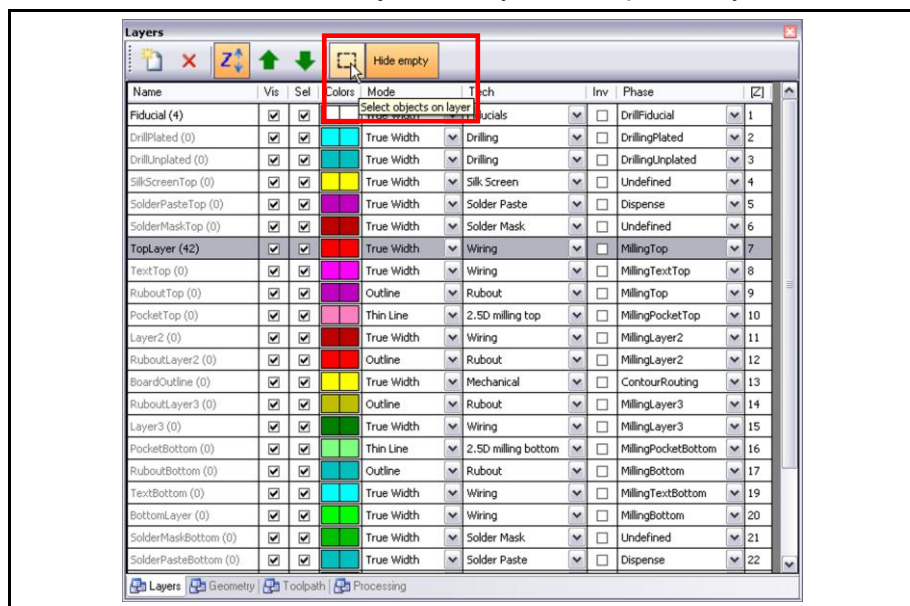 Layers
Z Hide empty
Name Vis Sel Colors Mode Tech Inv Phase [Z]
Select objects on layer
Fiducial (4) DrillFiducial 1
DrillPlated (0) True Width Drilling DrillingPlated 2
DrillUnplated (0) True Width Drilling DrillingUnplated 3
SilkScreenTop (0) True Width Silk Screen Undefined 4
SolderPasteTop (0) True Width Solder Paste Dispense 5
SolderMaskTop (0) True Width Solder Mask Undefined 6
TopLayer (42) True Width Wiring MillingTop 7
TextTop (0) True Width Wiring MillingTextTop 8
RuboutTop (0) Outline Rubout MillingTop 9
PocketTop (0) Thin Line 2.5D milling top MillingPocketTop 10
Layer2 (0) True Width Wiring MillingLayer2 11
RuboutLayer2 (0) Outline Rubout MillingLayer2 12
BoardOutline (0) True Width Mechanical ContourRouting 13
RuboutLayer3 (0) Outline Rubout MillingLayer3 14
Layer3 (0) True Width Wiring MillingLayer3 15
PocketBottom (0) Thin Line 2.5D milling bottom MillingPocketBottom 16
RuboutBottom (0) Outline Rubout MillingBottom 17
TextBottom (0) True Width Wiring MillingTextBottom 19
BottomLayer (0) True Width Wiring MillingBottom 20
SolderMaskBottom (0) True Width Solder Mask Undefined 21
SolderPasteBottom (0) True Width Solder Paste Dispense 22
Layers Geometry Toolpath Processing